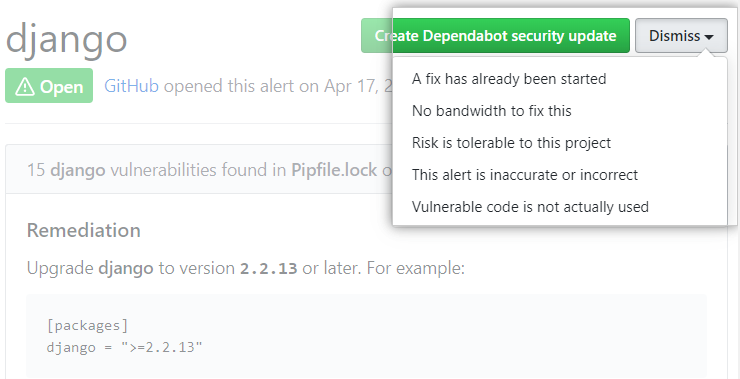 django
Create Dependabot security update
Dismiss
Open
GitHub opened this alert on Apr 17,
A fix has already been started
No bandwidth to fix this
Risk is tolerable to this project
This alert is inaccurate or incorrect
Vulnerable code is not actually used
15 django vulnerabilities found in Pipfile.lock
Remediation
Upgrade django to version 2.2.13 or later. For example:
[packages]
django = ">=2.2.13"